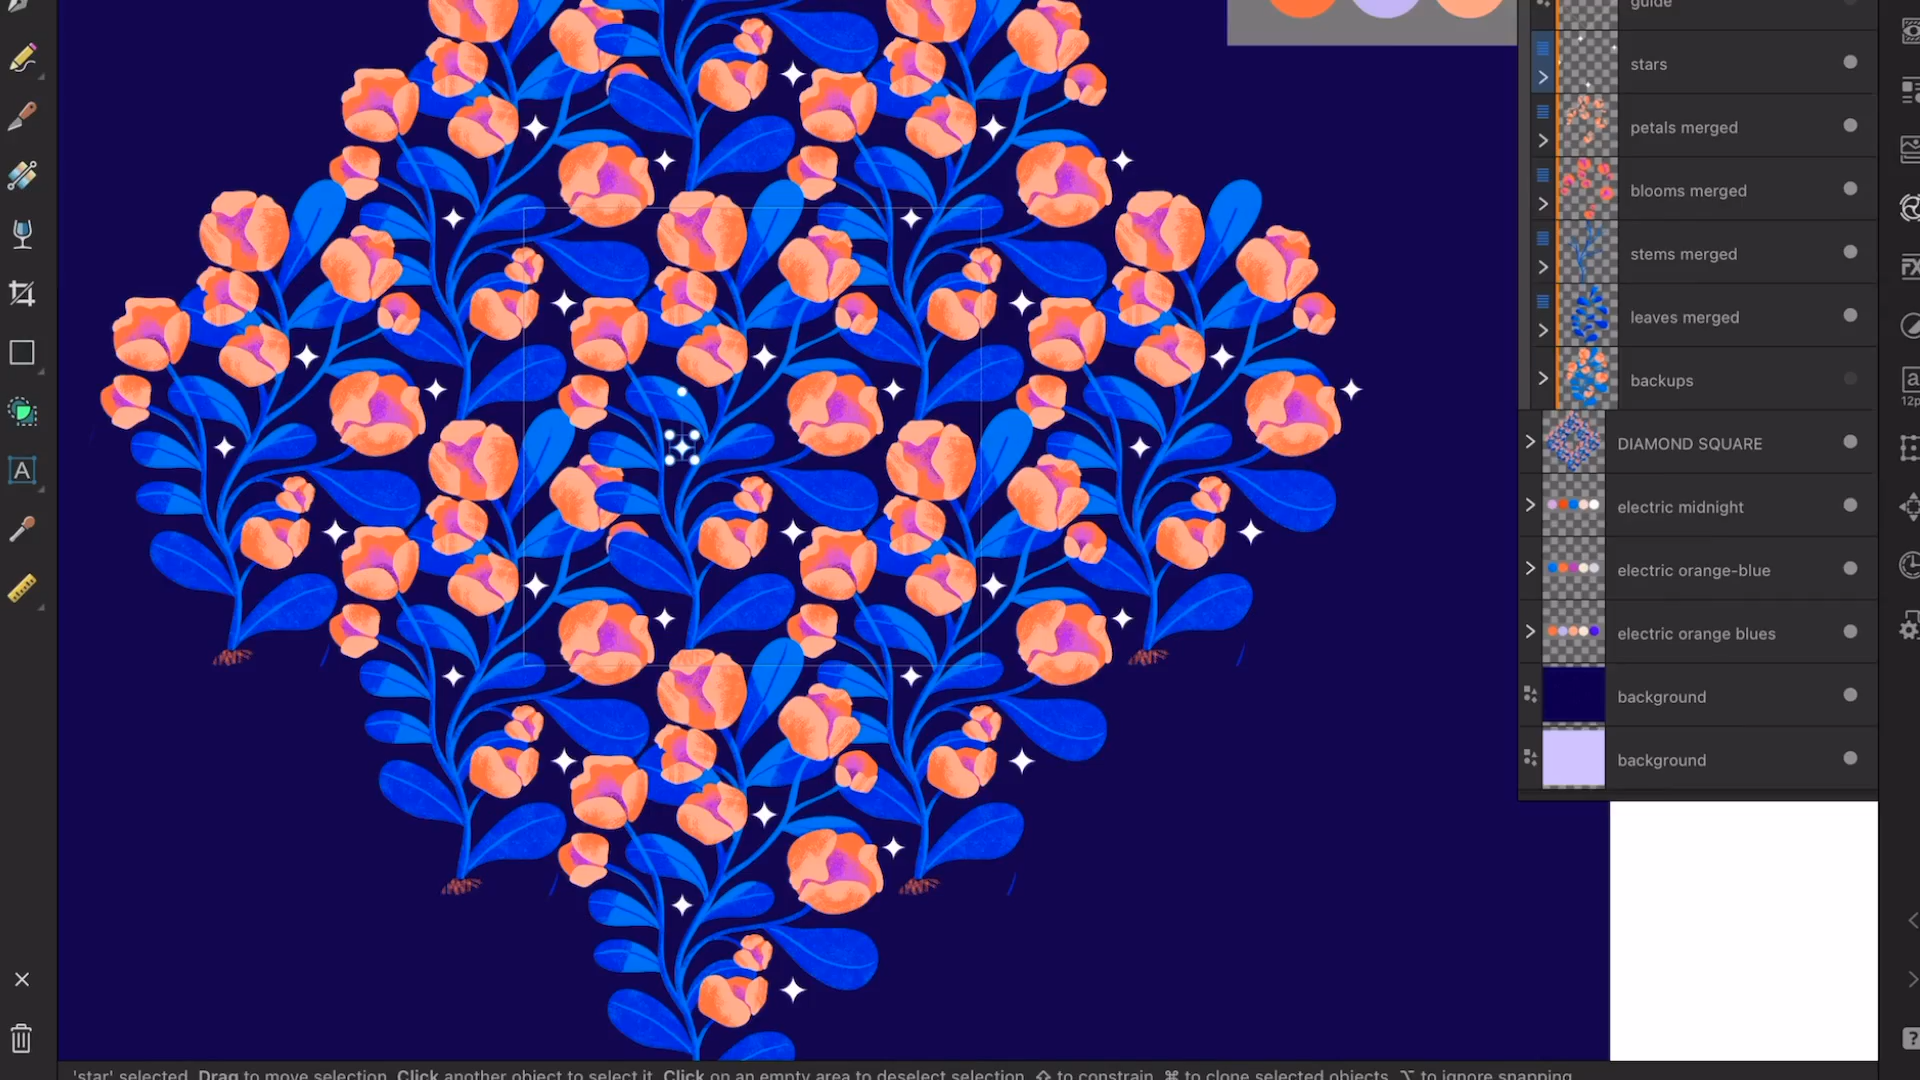 guide
stars
petals merged
blooms merged
stems merged
leaves merged
backups
DIAMOND SQUARE
electric midnight
electric orange-blue
electric orange blues
background
background
A
FX
a
12p
?
'star' selected. Drag to move selection. Click another object to select it. Click on an empty area to deselect selection. ⇧ to constrain. ⌘ to clone selected objects. ⌥ to ignore snapping.